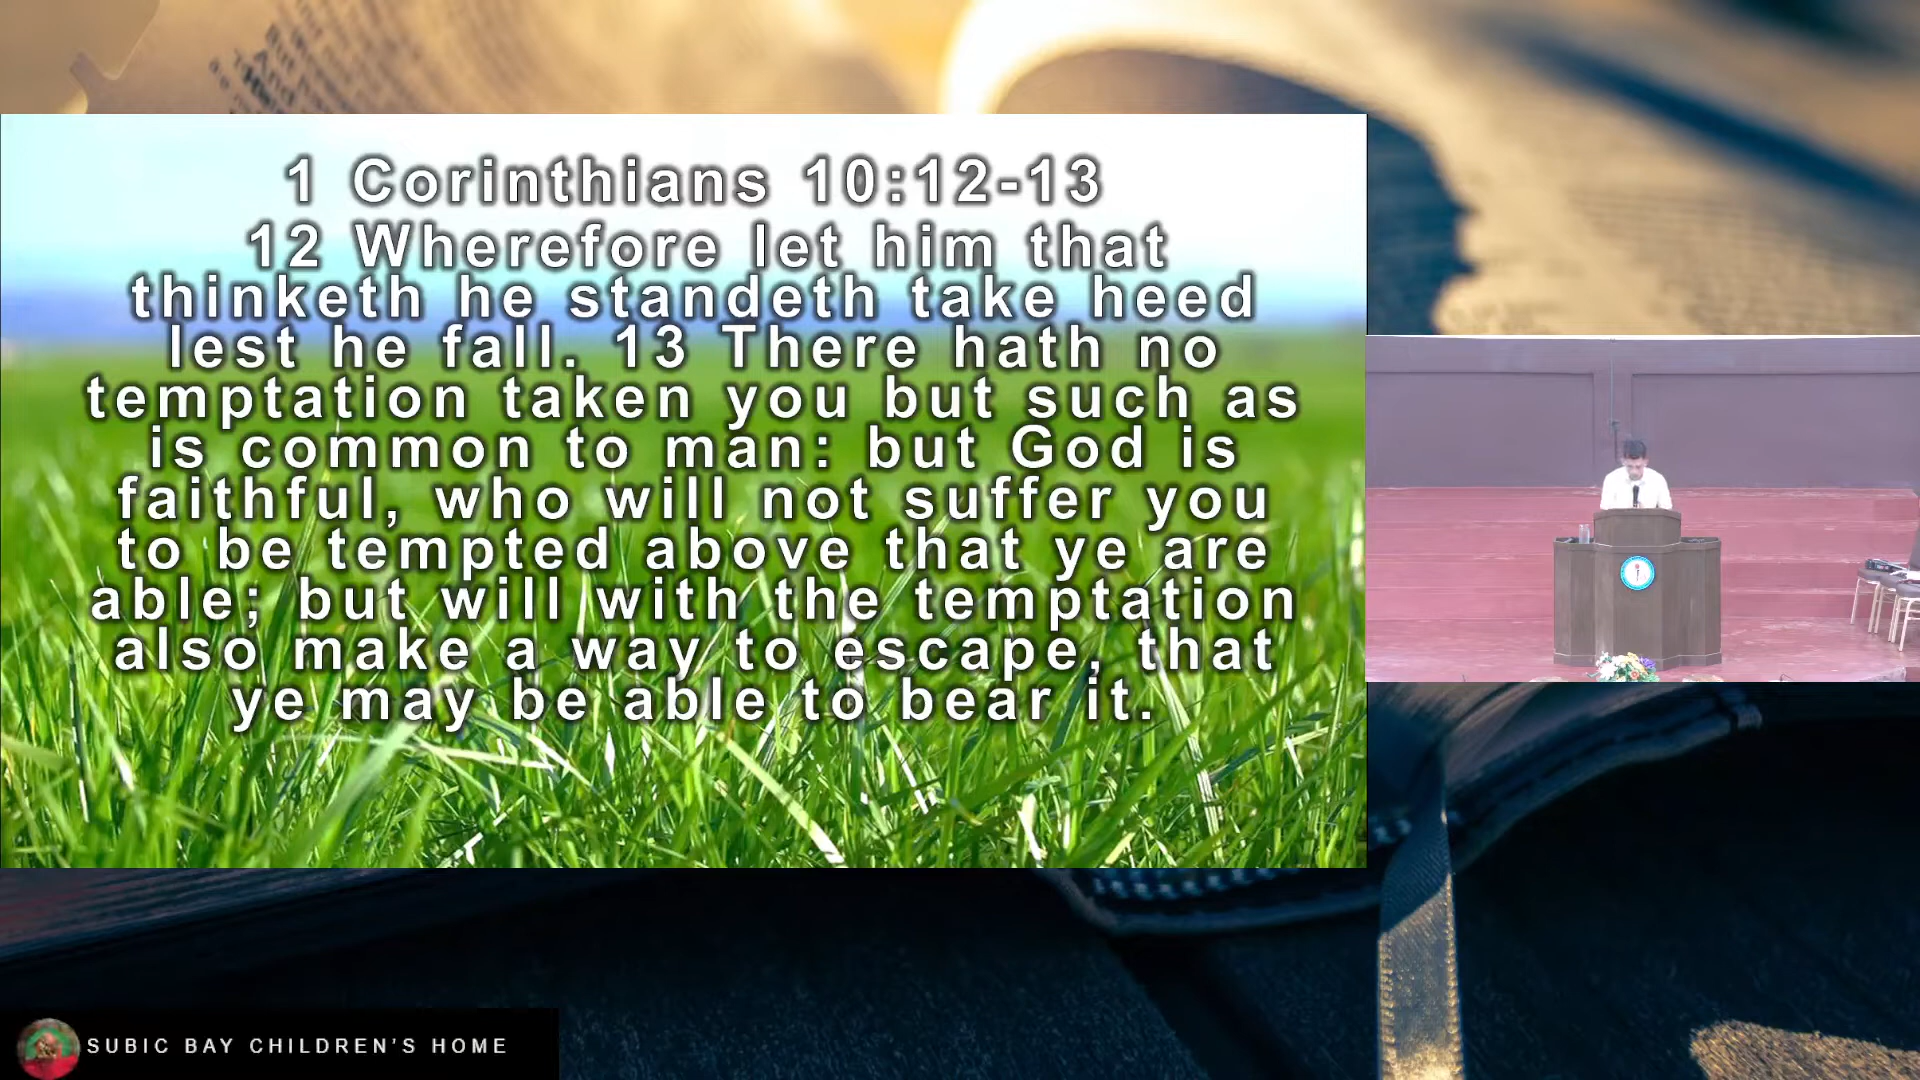 1 Corinthians 10:12-13
12 Wherefore let him that
thinketh he standeth take heed
lest he fall. 13 There hath no
temptation taken you but such as
is common to man: but God is
faithful, who will not suffer you
to be tempted above that ye are
able; but will with the temptation
also make a way to escape, that
ye may be able to bear it.
SUBIC BAY CHILDREN'S HOME